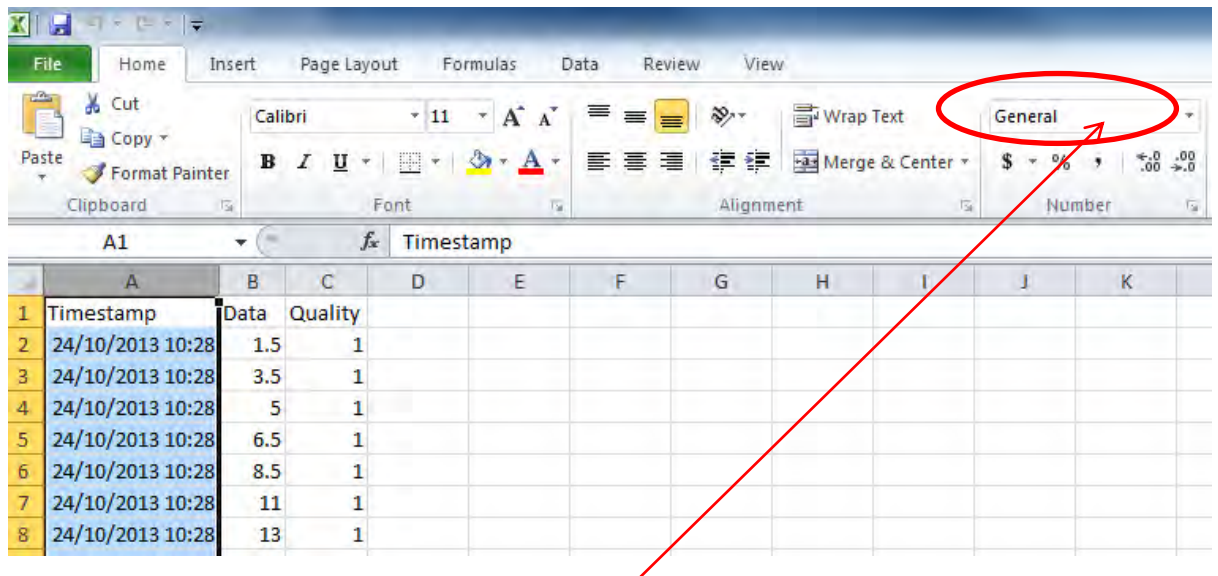 File Home Insert Page Layout Formulas Data Review View
Cut
Copy
Format Painter
Paste
Clipboard
Calibri 11 A A
B I U A
Font
Wrap Text
Merge & Center
Alignment
General
$ % , .00 .0 .00 .0
Number
A1 fx Timestamp
A B C D E F G H I J K
1 Timestamp Data Quality
2 24/10/2013 10:28 1.5 1
3 24/10/2013 10:28 3.5 1
4 24/10/2013 10:28 5 1
5 24/10/2013 10:28 6.5 1
6 24/10/2013 10:28 8.5 1
7 24/10/2013 10:28 11 1
8 24/10/2013 10:28 13 1